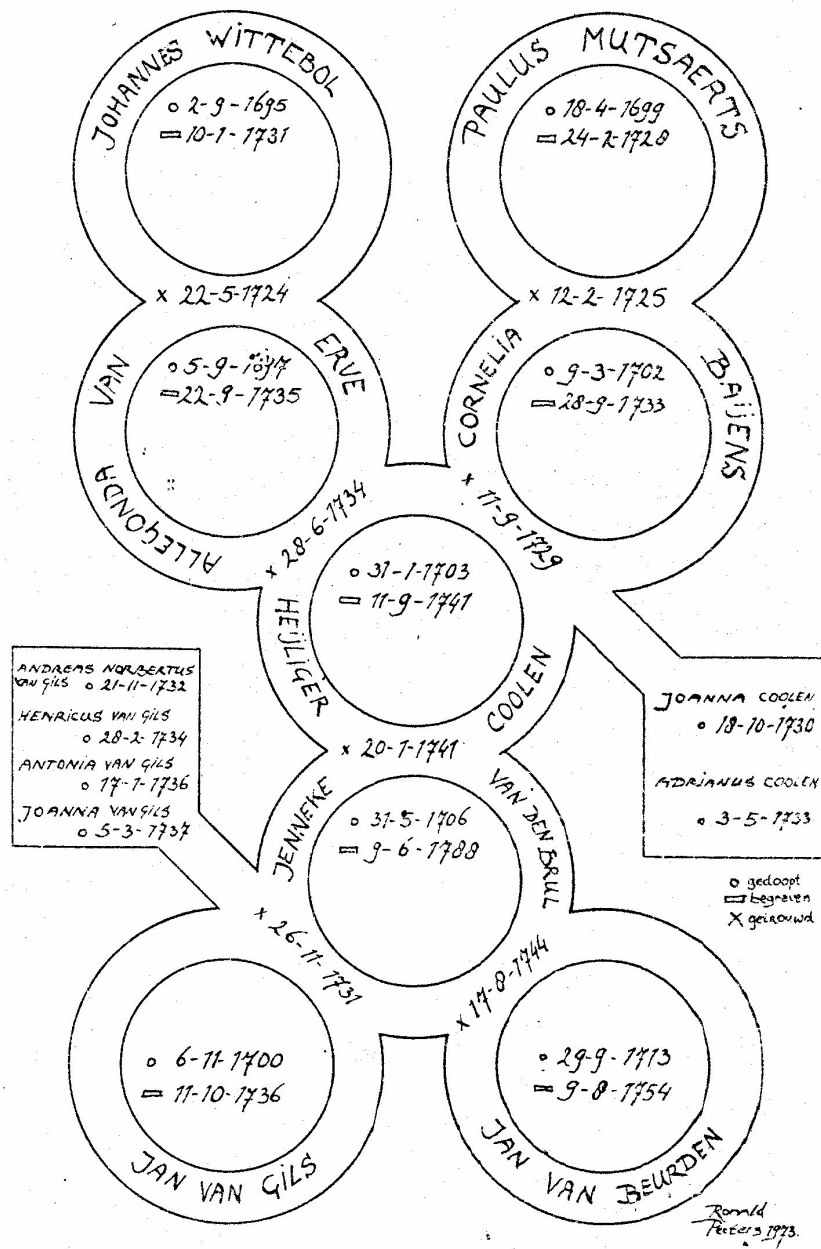 JOHANNES WITTEBOL
o 2-9-1695
▭ 10-1-1731
PAULUS MUTSAERTS
o 18-4-1699
▭ 24-2-1728
x 22-5-1724
x 12-2-1725
ALLEGONDA VAN ERVE
o 5-9-
▭ 22-9-1735
CORNELIA BAIJENS
o 9-3-1702
▭ 28-9-1733
x 28-6-1734
x 11-9-1729
HEIJLIGER COOLEN
o 31-1-1703
▭ 11-9-1741
ANDREAS NORBERTUS
VAN GILS o 21-11-1732
HENRICUS VAN GILS
o 28-2-1734
ANTONIA VAN GILS
o 17-1-1736
JOANNA VAN GILS
o 5-3-1737
JOANNA COOLEN
o 18-10-1730
ADRIANUS COOLEN
o 3-5-1733
x 20-1-1741
JENNEKE VAN DEN BRUL
o 31-5-1706
▭ 9-6-1788
o gedoopt
▭ begraven
X getrouwd
x 26-11-1731
x 17-8-1744
o 6-11-1700
▭ 11-10-1736
JAN VAN GILS
o 29-9-1713
▭ 9-8-1754
JAN VAN BEURDEN
Ronald
Peeters 1973.